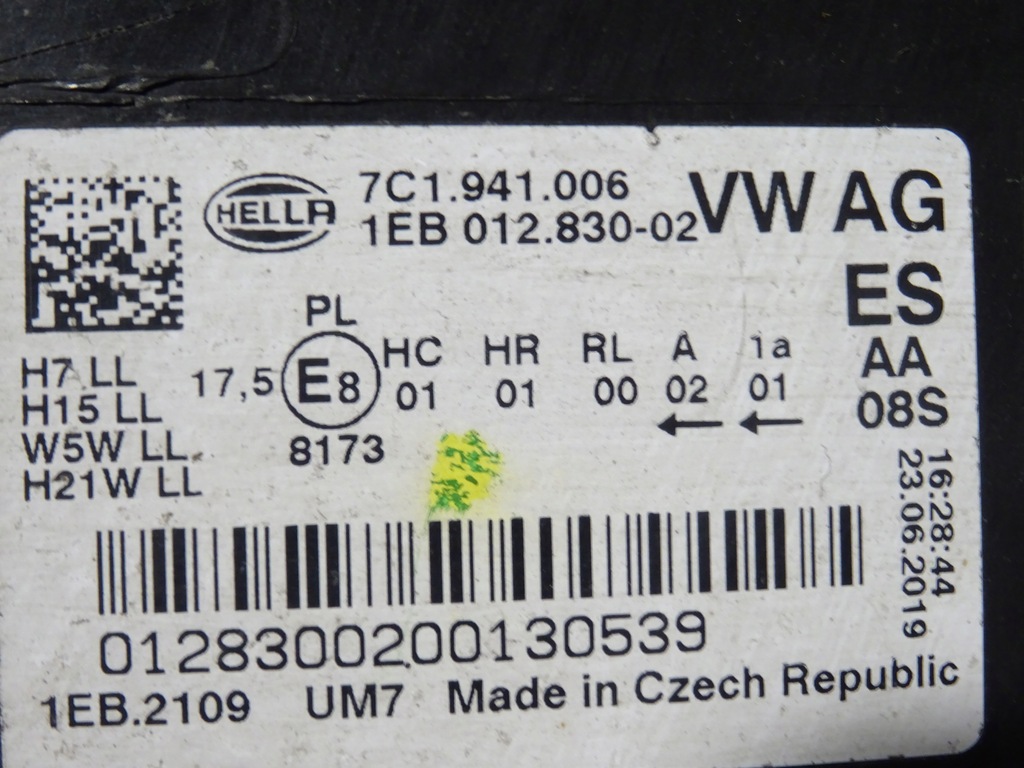 HELLA
7C1.941.006
1EB 012.830-02
VW AG
ES
AA
08S
PL
H7 LL
H15 LL
W5W LL
H21W LL
17,5
E8
8173
HC HR RL A 1a
01 01 00 02 01
16:28:44
23.06.2019
0128300200130539
1EB.2109 UM7 Made in Czech Republic